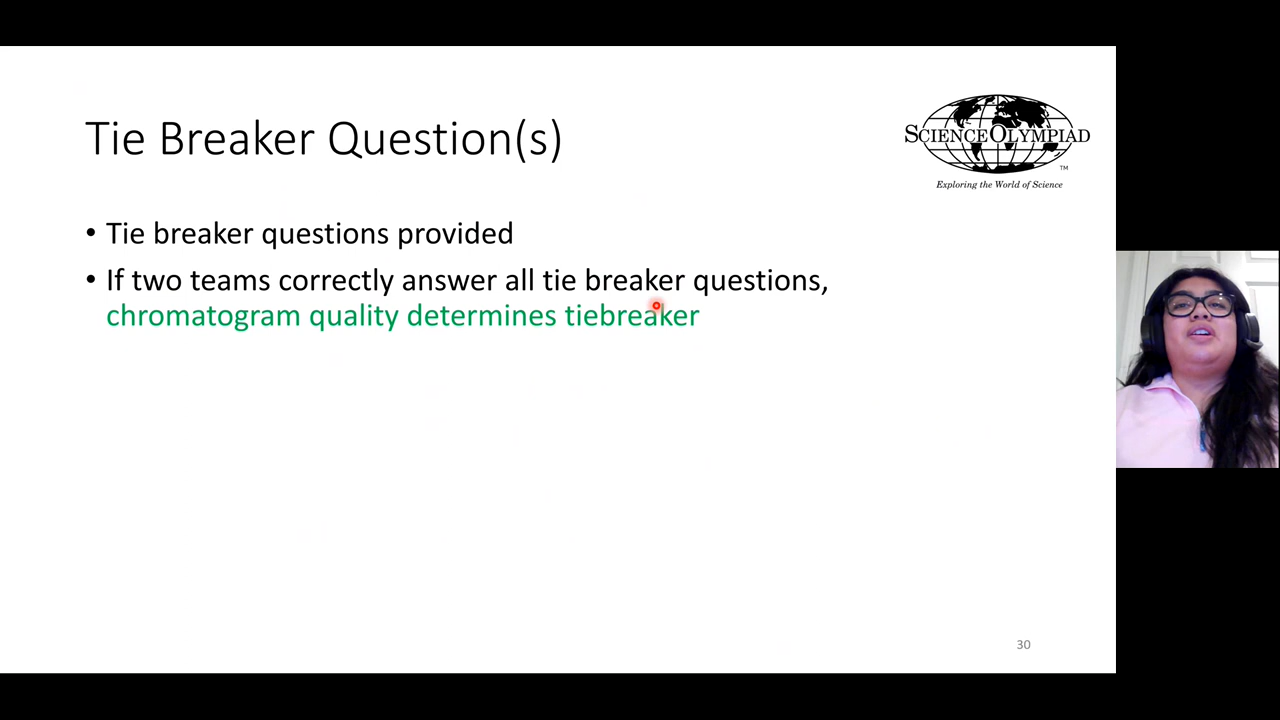 Tie Breaker Question(s)
SCIENCE OLYMPIAD
TM
Exploring the World of Science
• Tie breaker questions provided
• If two teams correctly answer all tie breaker questions,
chromatogram quality determines tiebreaker
30